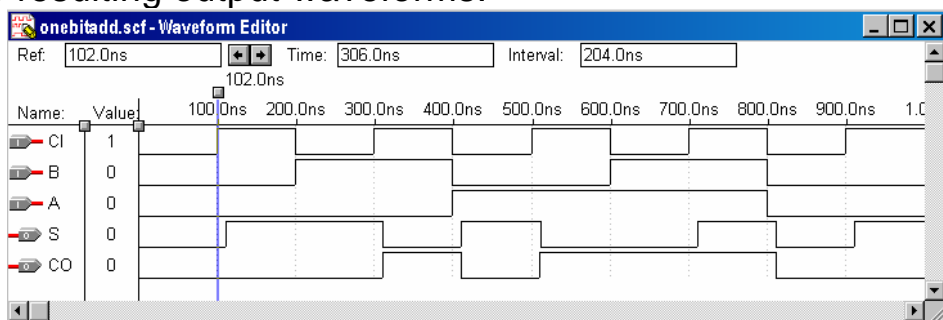 resulting output waveforms.
onebitadd.scf - Waveform Editor
Ref: 102.0ns Time: 306.0ns Interval: 204.0ns
102.0ns
Name: Value: 100.0ns 200.0ns 300.0ns 400.0ns 500.0ns 600.0ns 700.0ns 800.0ns 900.0ns 1.0
CI 1
B 0
A 0
S 0
CO 0